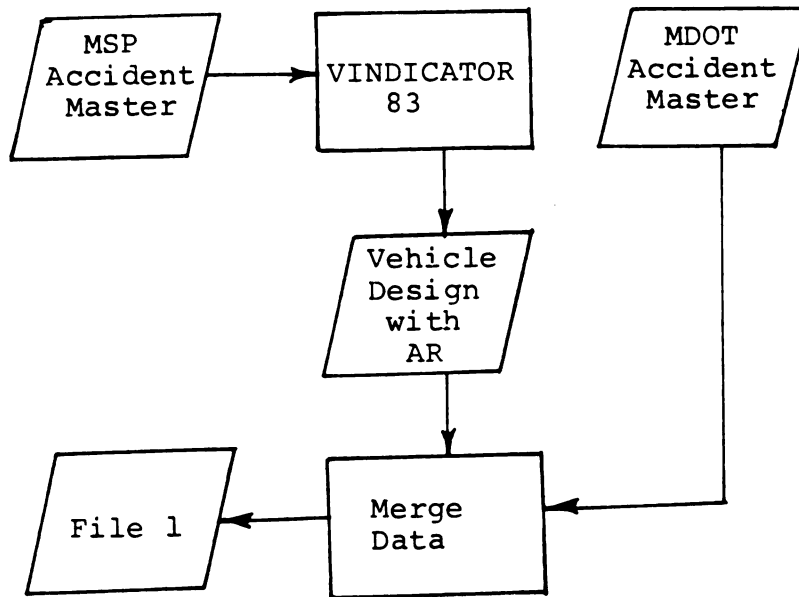 MSP
Accident
Master
VINDICATOR
83
MDOT
Accident
Master
Vehicle
Design
with
AR
File 1
Merge
Data